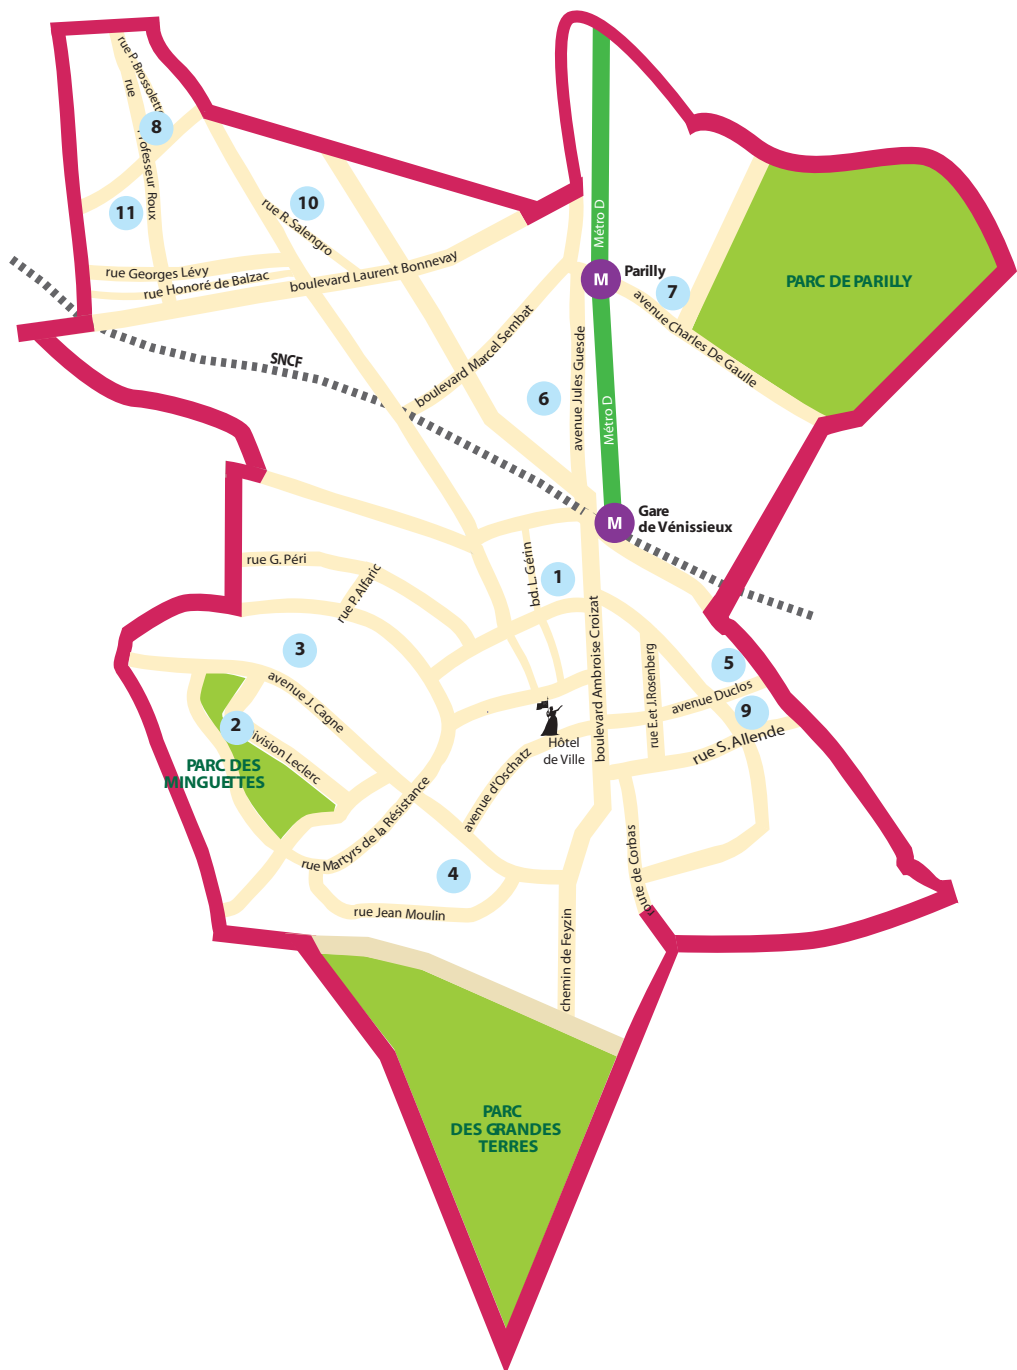 rue P. Brossolette
rue
Professeur Roux
8
11
10
rue R. Salengro
rue Georges Lévy
rue Honoré de Balzac
boulevard Laurent Bonnevay
Métro D
M
Parilly
7
PARC DE PARILLY
avenue Charles De Gaulle
SNCF
boulevard Marcel Sembat
avenue Jules Guesde
6
Métro D
M
Gare
de Vénissieux
rue G. Péri
rue P. Alfaric
bd. L. Gérin
1
3
boulevard Ambroise Croizat
rue E. et J. Rosenberg
5
avenue Duclos
9
rue S. Allende
avenue J. Cagne
2
ivision Leclerc
PARC DES
MINGUETTES
Hôtel
de Ville
avenue d'Oschatz
rue Martyrs de la Résistance
4
rue Jean Moulin
route de Corbas
chemin de Feyzin
PARC
DES GRANDES
TERRES